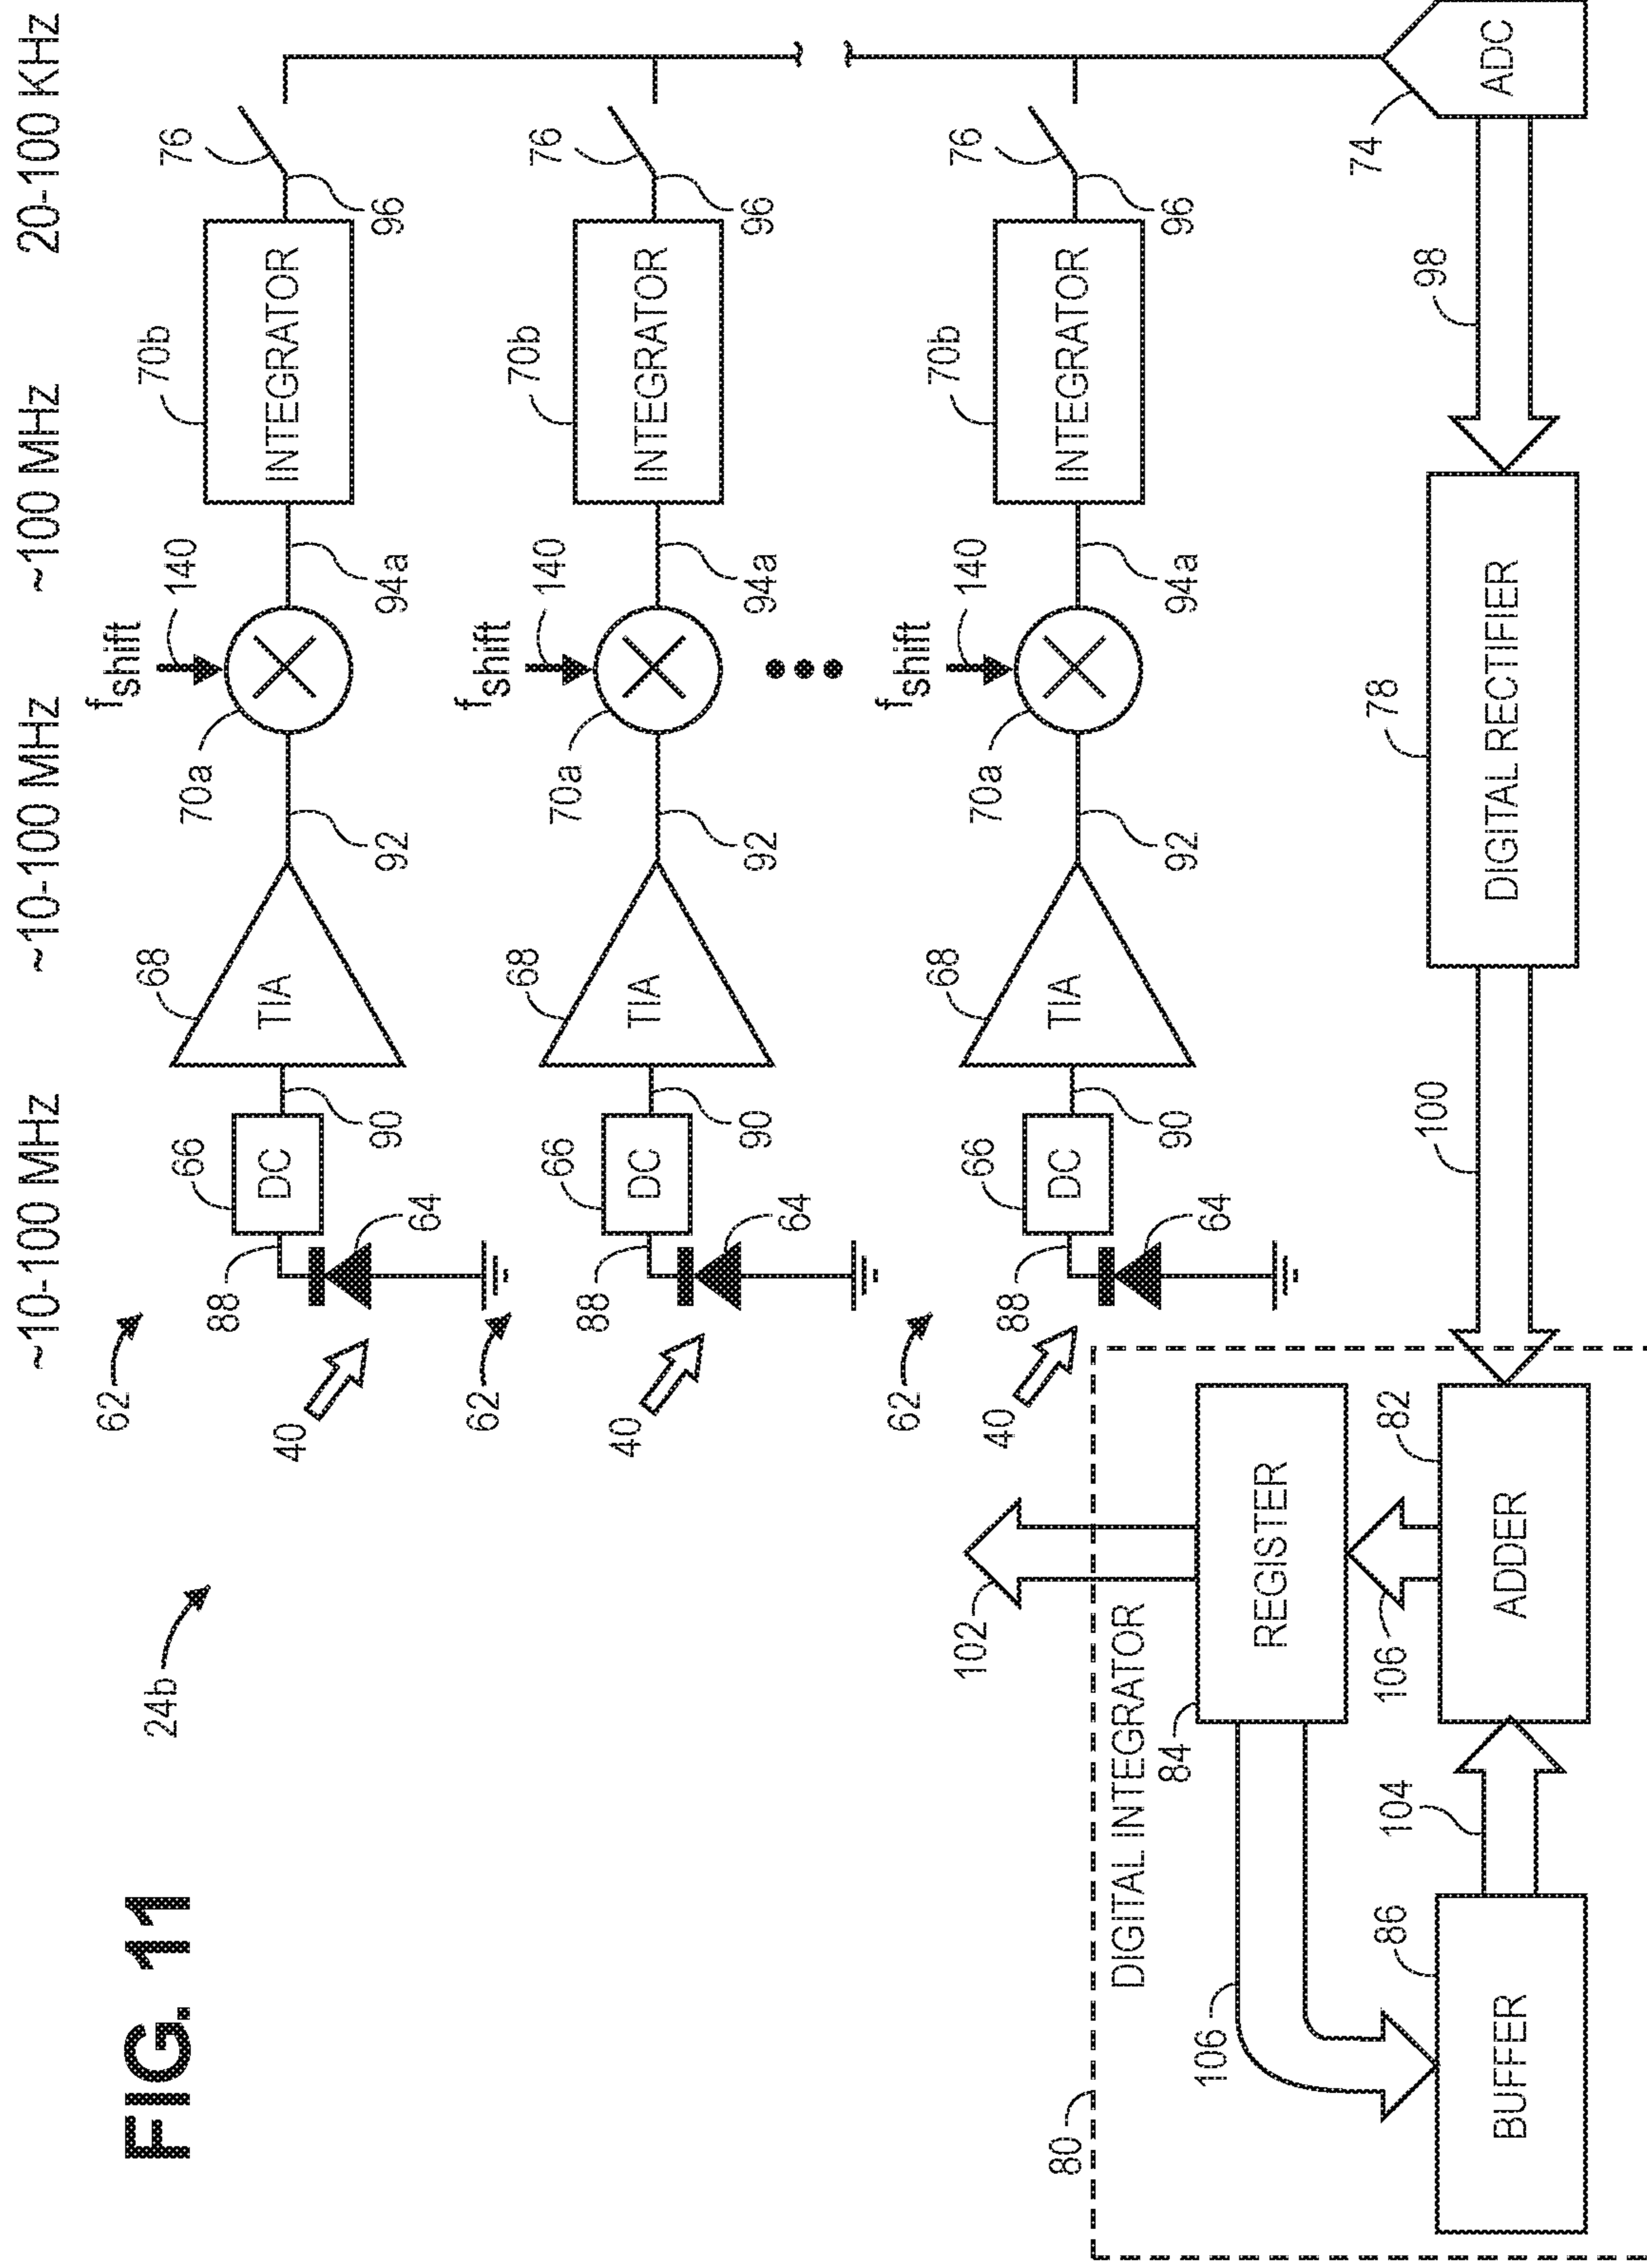 FIG. 11
24b
~10-100 MHz ~10-100 MHz ~10-100 MHz ~100 MHz 20-100 KHz
62
40
88
64
66
DC
90
68
TIA
92
70a
fshift
140
94a
70b
INTEGRATOR
76
96
62
40
88
64
66
DC
90
68
TIA
92
70a
fshift
140
94a
70b
INTEGRATOR
76
96
62
40
88
64
66
DC
90
68
TIA
92
70a
fshift
140
94a
70b
INTEGRATOR
76
96
74
ADC
98
78
DIGITAL RECTIFIER
100
80
DIGITAL INTEGRATOR
102
84
REGISTER
106
106
82
ADDER
104
86
BUFFER